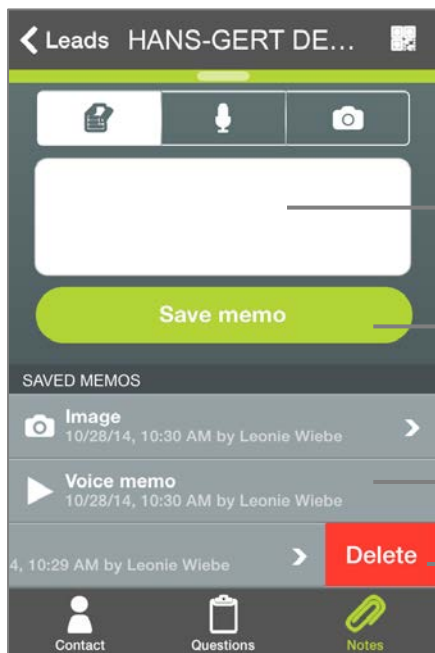 Leads HANS-GERT DE...
Save memo
SAVED MEMOS
Image
10/28/14, 10:30 AM by Leonie Wiebe
Voice memo
10/28/14, 10:30 AM by Leonie Wiebe
4, 10:29 AM by Leonie Wiebe
Delete
Contact Questions Notes